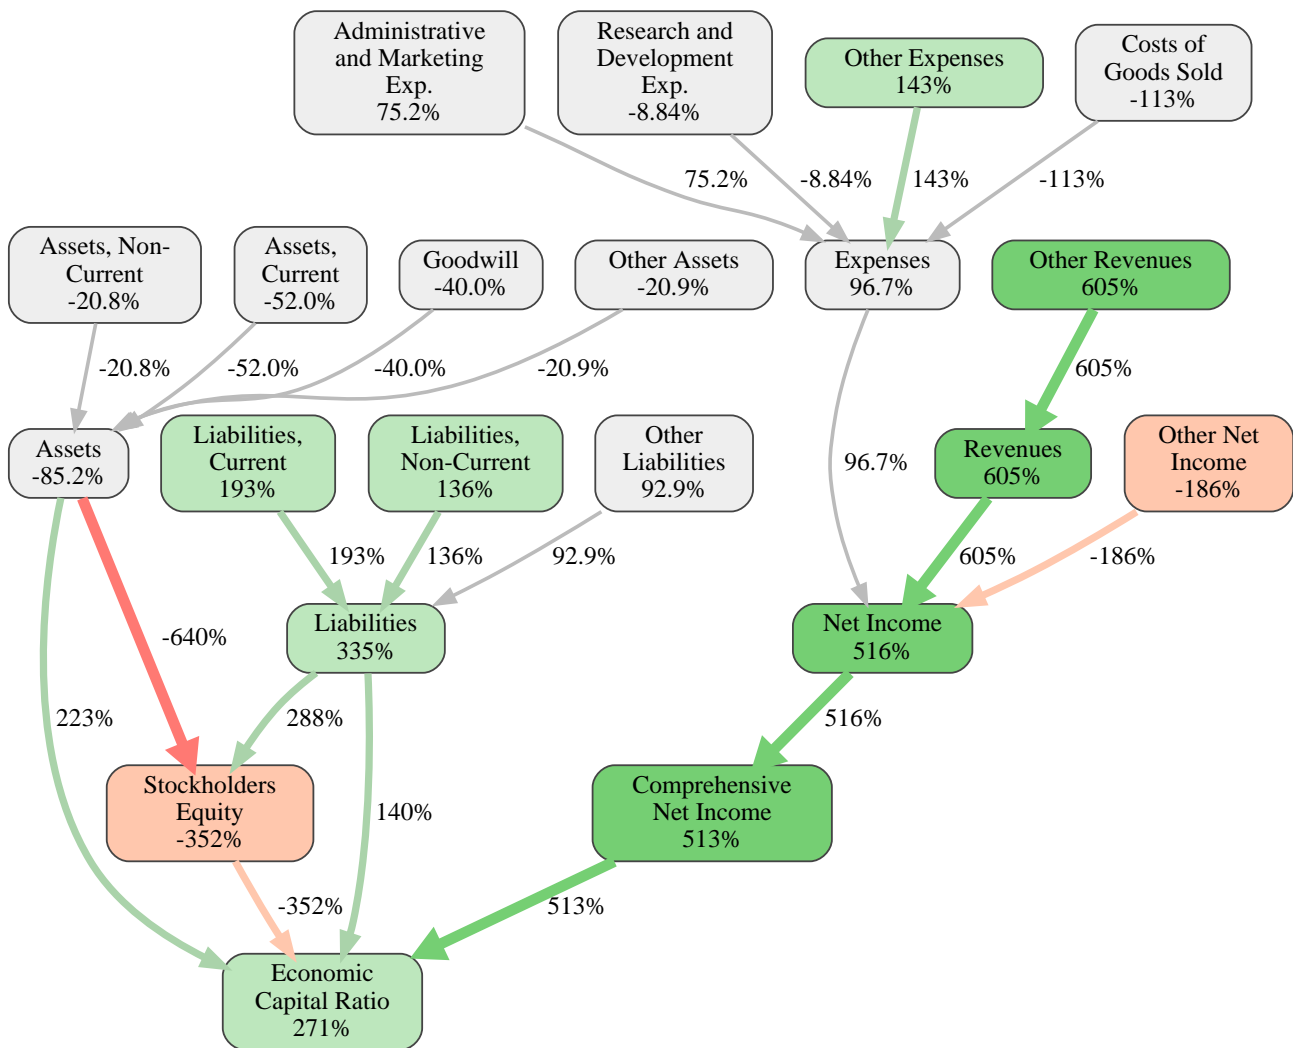 Administrative
and Marketing
Exp.
75.2%
Research and
Development
Exp.
-8.84%
Other Expenses
143%
Costs of
Goods Sold
-113%
75.2%
-8.84%
143%
-113%
Assets, Non-
Current
-20.8%
Assets,
Current
-52.0%
Goodwill
-40.0%
Other Assets
-20.9%
Expenses
96.7%
Other Revenues
605%
-20.8%
-52.0%
-40.0%
-20.9%
605%
Assets
-85.2%
Liabilities,
Current
193%
Liabilities,
Non-Current
136%
Other
Liabilities
92.9%
96.7%
Revenues
605%
Other Net
Income
-186%
193%
136%
92.9%
605%
-186%
-640%
Liabilities
335%
Net Income
516%
223%
288%
516%
Stockholders
Equity
-352%
140%
Comprehensive
Net Income
513%
-352%
513%
Economic
Capital Ratio
271%